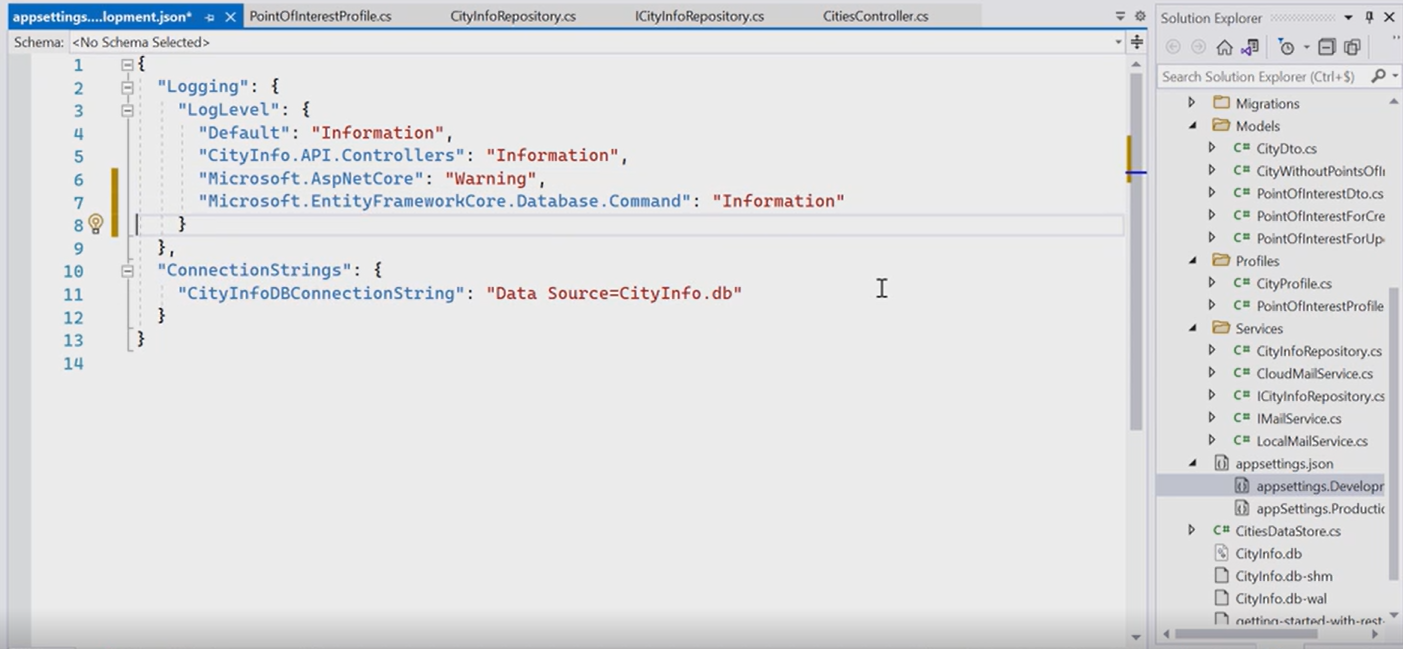 appsettings....lopment.json*
PointOfInterestProfile.cs
CityInfoRepository.cs
ICityInfoRepository.cs
CitiesController.cs
Schema: <No Schema Selected>
1 {
2 "Logging": {
3 "LogLevel": {
4 "Default": "Information",
5 "CityInfo.API.Controllers": "Information",
6 "Microsoft.AspNetCore": "Warning",
7 "Microsoft.EntityFrameworkCore.Database.Command": "Information"
8 }
9 },
10 "ConnectionStrings": {
11 "CityInfoDBConnectionString": "Data Source=CityInfo.db"
12 }
13 }
14
Solution Explorer
Search Solution Explorer (Ctrl+$)
Migrations
Models
C# CityDto.cs
C# CityWithoutPointsOfI
C# PointOfInterestDto.cs
C# PointOfInterestForCre
C# PointOfInterestForUp
Profiles
C# CityProfile.cs
C# PointOfInterestProfile
Services
C# CityInfoRepository.cs
C# CloudMailService.cs
C# ICityInfoRepository.cs
C# IMailService.cs
C# LocalMailService.cs
appsettings.json
appsettings.Developr
appSettings.Productic
C# CitiesDataStore.cs
CityInfo.db
CityInfo.db-shm
CityInfo.db-wal
getting-started-with-rest-